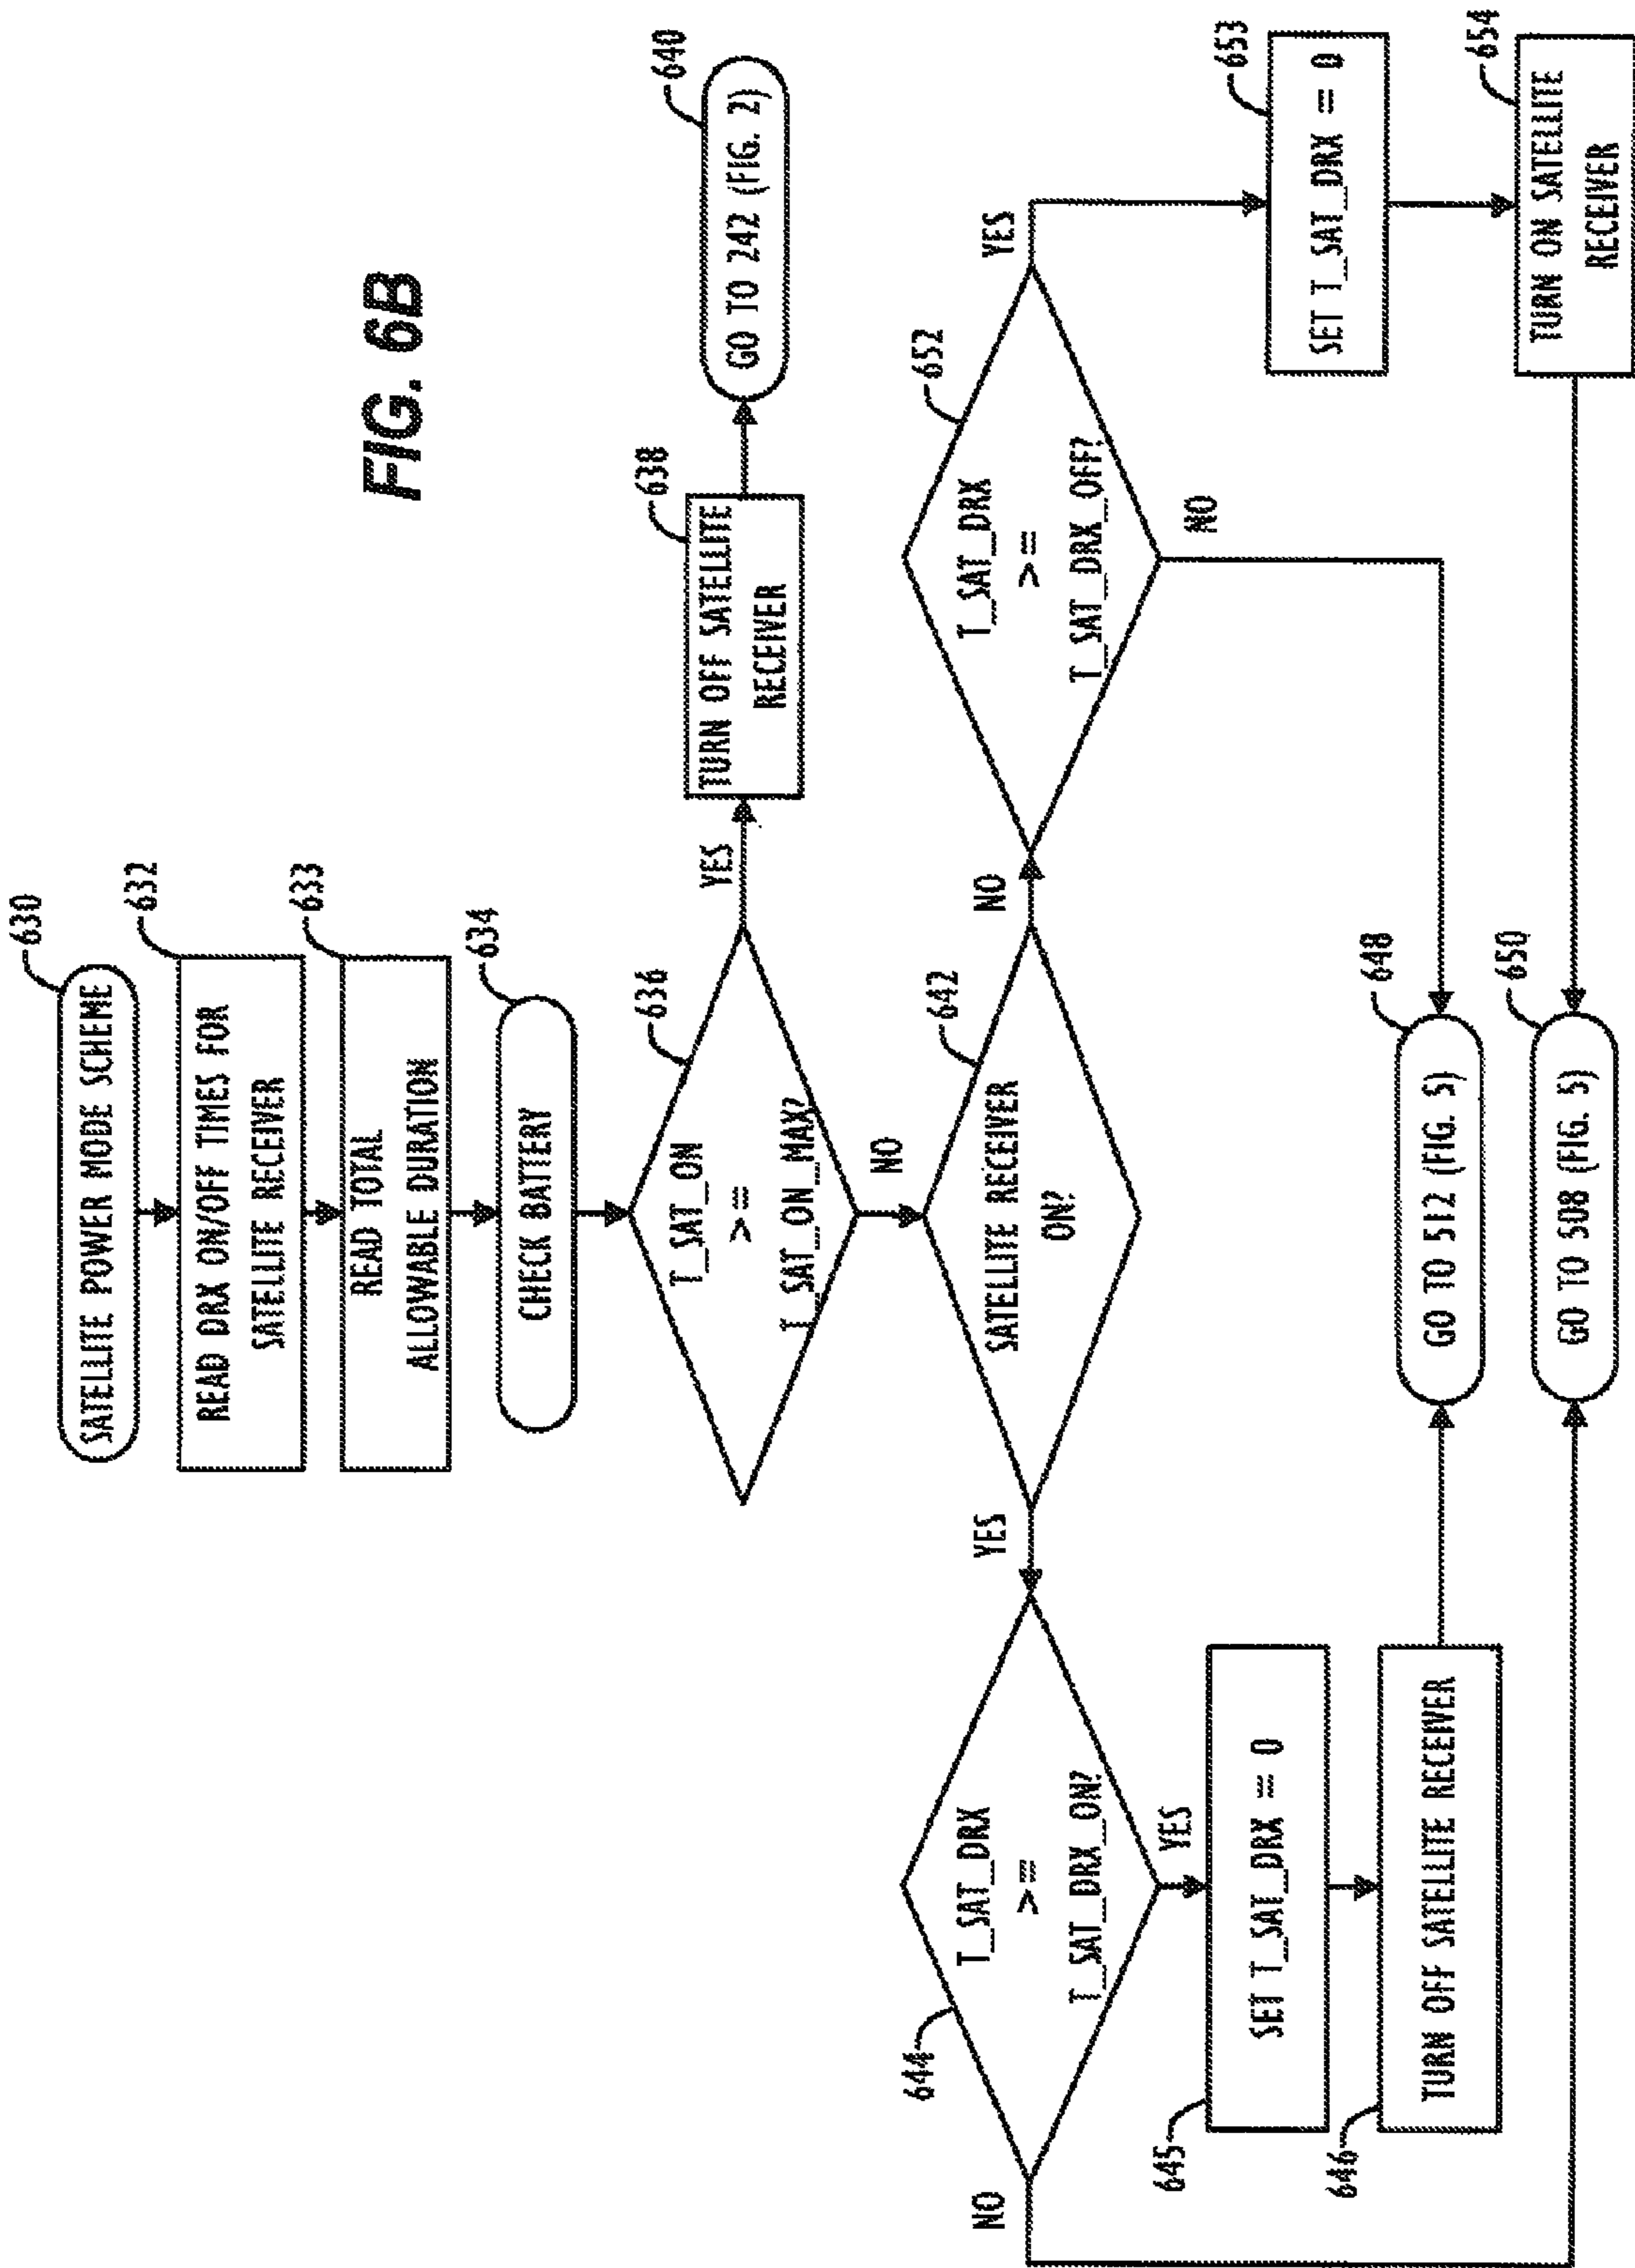 FIG. 6B
630
SATELLITE POWER MODE SCHEME
632
READ DRX ON/OFF TIMES FOR
SATELLITE RECEIVER
633
READ TOTAL
ALLOWABLE DURATION
634
CHECK BATTERY
636
T_SAT_ON
>=
T_SAT_ON_MAX?
YES
638
TURN OFF SATELLITE
RECEIVER
640
GO TO 242 (FIG. 2)
NO
642
SATELLITE RECEIVER
ON?
YES
NO
644
T_SAT_DRX
>=
T_SAT_DRX_ON?
NO
YES
645
SET T_SAT_DRX = 0
646
TURN OFF SATELLITE RECEIVER
652
T_SAT_DRX
>=
T_SAT_DRX_OFF?
YES
NO
653
SET T_SAT_DRX = 0
654
TURN ON SATELLITE
RECEIVER
648
GO TO 512 (FIG. 5)
650
GO TO 508 (FIG. 5)